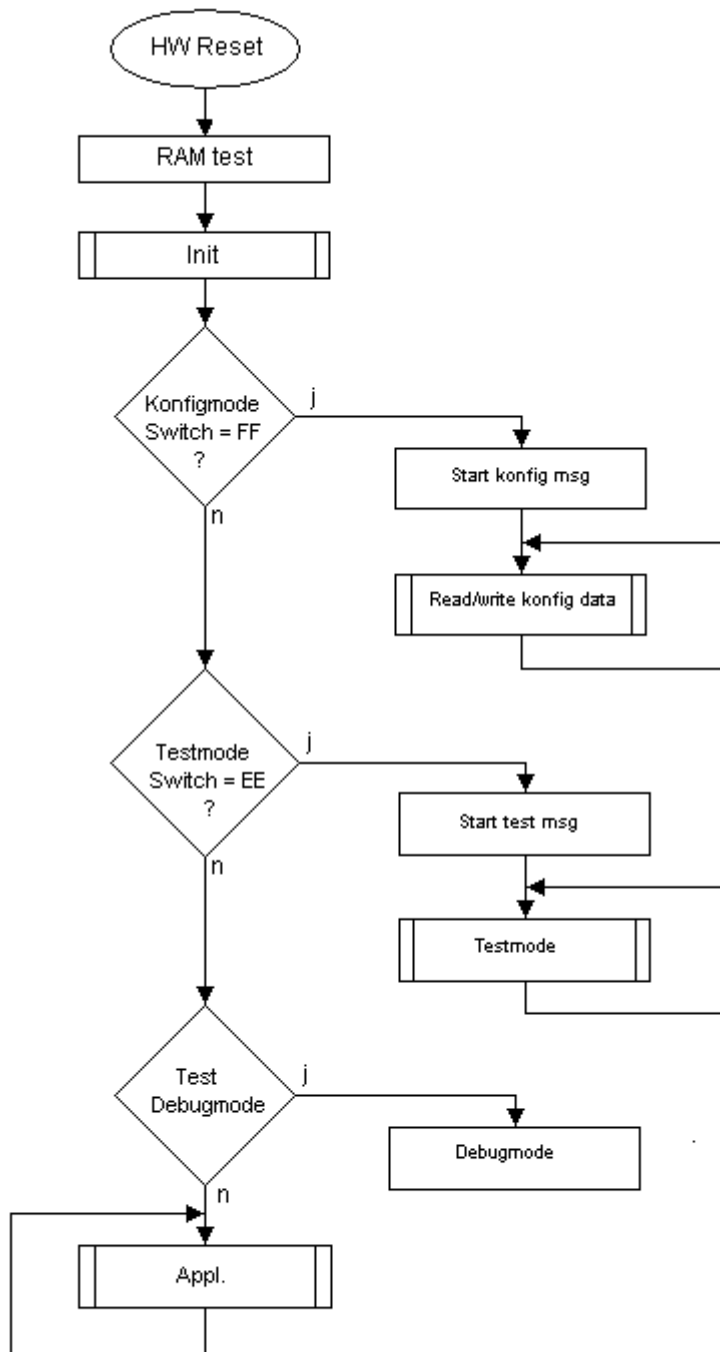 HW Reset
RAM test
Init
Konfigmode
Switch = FF
?
j
n
Start konfig msg
Read/write konfig data
Testmode
Switch = EE
?
j
n
Start test msg
Testmode
Test
Debugmode
j
n
Debugmode
Appl.